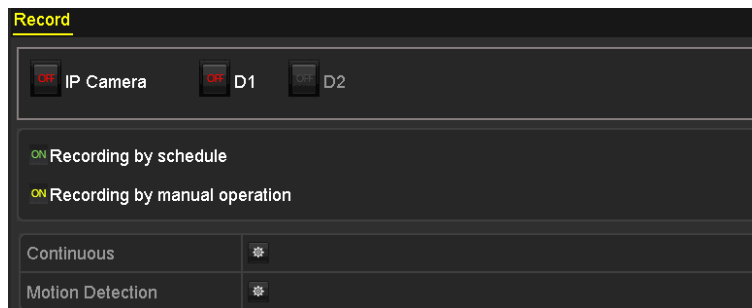 Record
OFF IP Camera OFF D1 OFF D2
ON Recording by schedule
ON Recording by manual operation
Continuous
Motion Detection